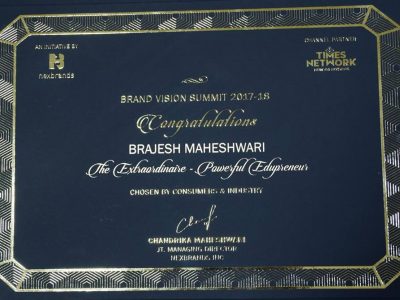 AN INITIATIVE BY
nexbrands
CHANNEL PARTNER
TIMES
NETWORK
BRAND VISION SUMMIT 2017-18
Congratulations
BRAJESH MAHESHWARI
The Extraordinaire - Powerful Edupreneur
CHOSEN BY CONSUMERS & INDUSTRY
CHANDRIKA MAHESHWARI
JT. MANAGING DIRECTOR
NEXBRANDS, INC